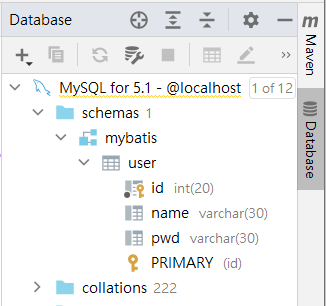 Database
MySQL for 5.1 - @localhost 1 of 12
schemas 1
mybatis
user
id int(20)
name varchar(30)
pwd varchar(30)
PRIMARY (id)
collations 222
m
Maven
Database